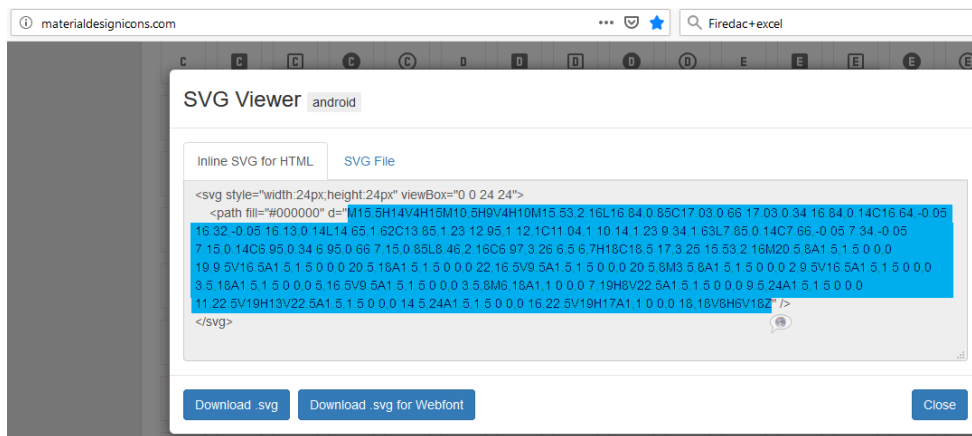 materialdesignicons.com
Firedac+excel
C C C C C D D D D D E E E E E
SVG Viewer android
Inline SVG for HTML SVG File
<svg style="width:24px;height:24px" viewBox="0 0 24 24">
<path fill="#000000" d="M15,5H14V4H15M10,5H9V4H10M15.53,2.16L16.84,0.85C17.03,0.66 17.03,0.34 16.84,0.14C16.64,-0.05
16.32,-0.05 16.13,0.14L14.65,1.62C13.85,1.23 12.95,1 12,1C11.04,1 10.14,1.23 9.34,1.63L7.85,0.14C7.66,-0.05 7.34,-0.05
7.15,0.14C6.95,0.34 6.95,0.66 7.15,0.85L8.46,2.16C6.97,3.26 6,5 6,7H18C18,5 17,3.25 15.53,2.16M20.5,8A1.5,1.5 0 0,0
19,9.5V16.5A1.5,1.5 0 0,0 20.5,18A1.5,1.5 0 0,0 22,16.5V9.5A1.5,1.5 0 0,0 20.5,8M3.5,8A1.5,1.5 0 0,0 2,9.5V16.5A1.5,1.5 0 0,0
3.5,18A1.5,1.5 0 0,0 5,16.5V9.5A1.5,1.5 0 0,0 3.5,8M6,18A1,1 0 0,0 7,19H8V22.5A1.5,1.5 0 0,0 9.5,24A1.5,1.5 0 0,0
11,22.5V19H13V22.5A1.5,1.5 0 0,0 14.5,24A1.5,1.5 0 0,0 16,22.5V19H17A1,1 0 0,0 18,18V8H6V18Z" />
</svg>
Download .svg Download .svg for Webfont Close